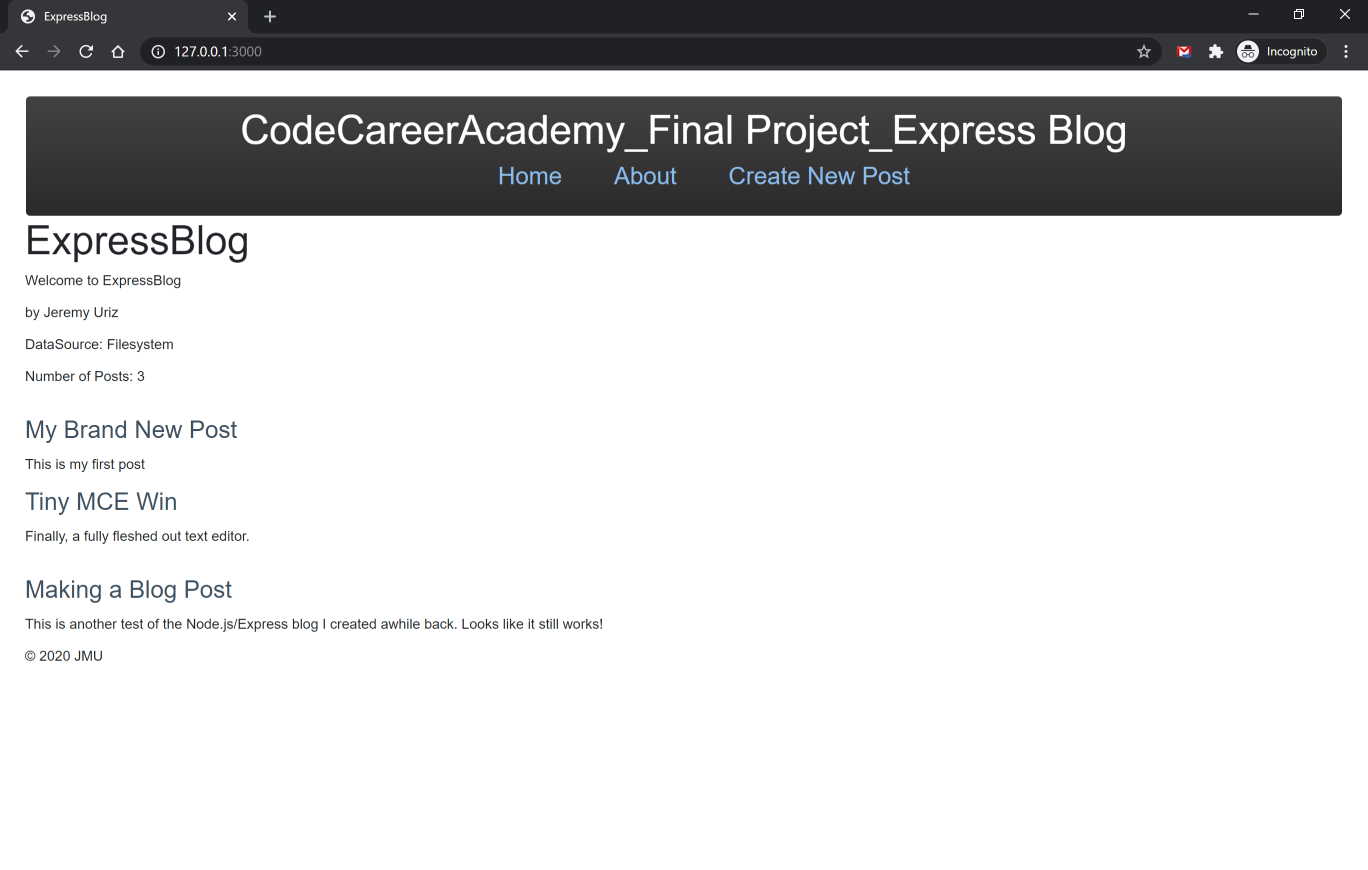 ExpressBlog
127.0.0.1:3000
Incognito
CodeCareerAcademy_Final Project_Express Blog
Home About Create New Post
ExpressBlog
Welcome to ExpressBlog
by Jeremy Uriz
DataSource: Filesystem
Number of Posts: 3
My Brand New Post
This is my first post
Tiny MCE Win
Finally, a fully fleshed out text editor.
Making a Blog Post
This is another test of the Node.js/Express blog I created awhile back. Looks like it still works!
© 2020 JMU